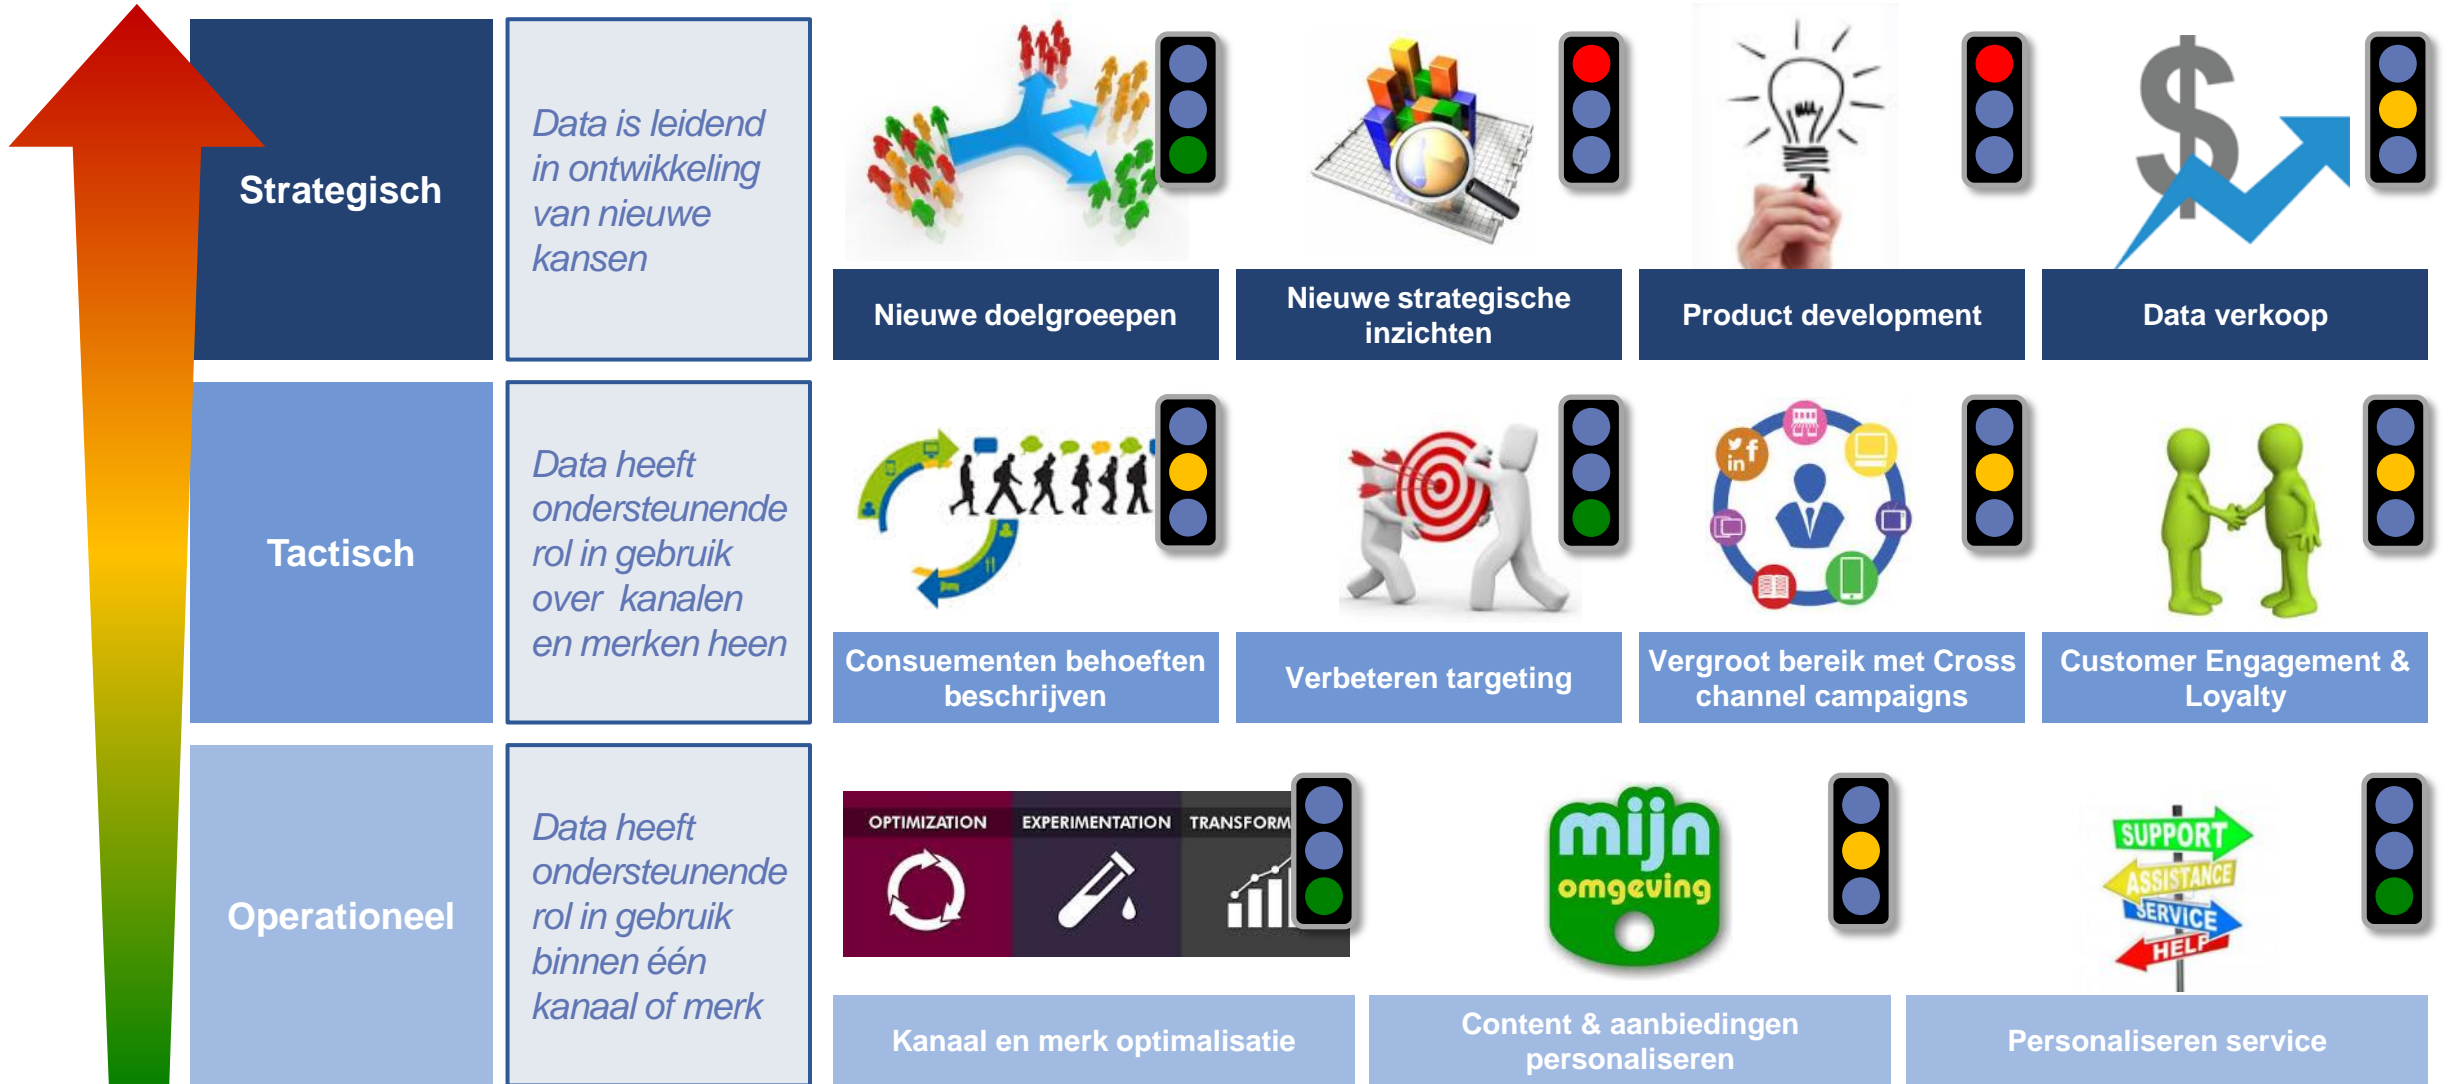 Strategisch
Data is leidend
in ontwikkeling
van nieuwe
kansen
Nieuwe doelgroeepen
Nieuwe strategische
inzichten
Product development
Data verkoop
Tactisch
Data heeft
ondersteunende
rol in gebruik
over kanalen
en merken heen
Consuementen behoeften
beschrijven
Verbeteren targeting
Vergroot bereik met Cross
channel campaigns
Customer Engagement &
Loyalty
Operationeel
Data heeft
ondersteunende
rol in gebruik
binnen één
kanaal of merk
OPTIMIZATION
EXPERIMENTATION
TRANSFORM
mijn
omgeving
SUPPORT
ASSISTANCE
SERVICE
HELP
Kanaal en merk optimalisatie
Content & aanbiedingen
personaliseren
Personaliseren service